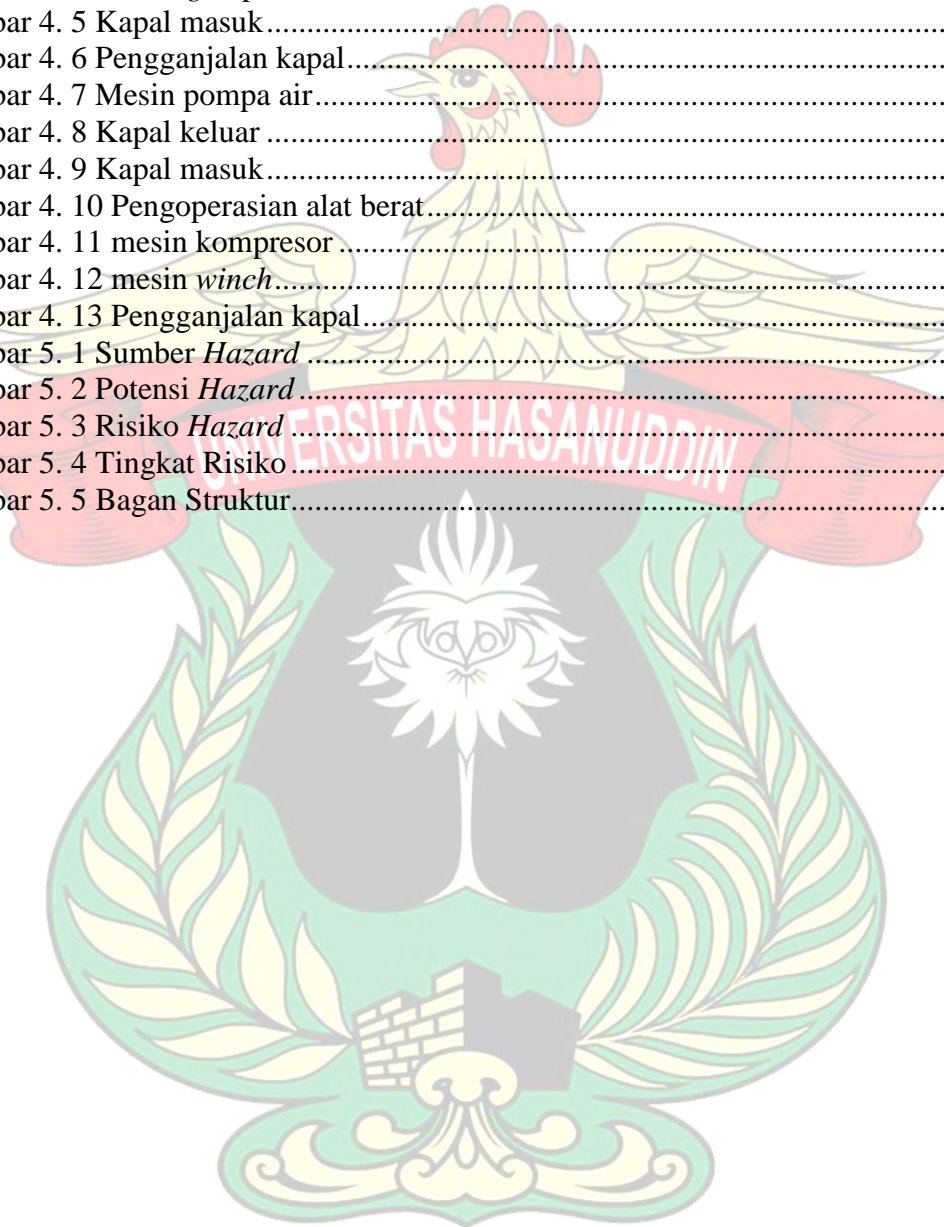 bar 4. 5 Kapal masuk
bar 4. 6 Pengganjalan kapal
bar 4. 7 Mesin pompa air
bar 4. 8 Kapal keluar
bar 4. 9 Kapal masuk
bar 4. 10 Pengoperasian alat berat
bar 4. 11 mesin kompresor
bar 4. 12 mesin winch
bar 4. 13 Pengganjalan kapal
bar 5. 1 Sumber Hazard
bar 5. 2 Potensi Hazard
bar 5. 3 Risiko Hazard
UNIVERSITAS HASANUDDIN
bar 5. 4 Tingkat Risiko
bar 5. 5 Bagan Struktur